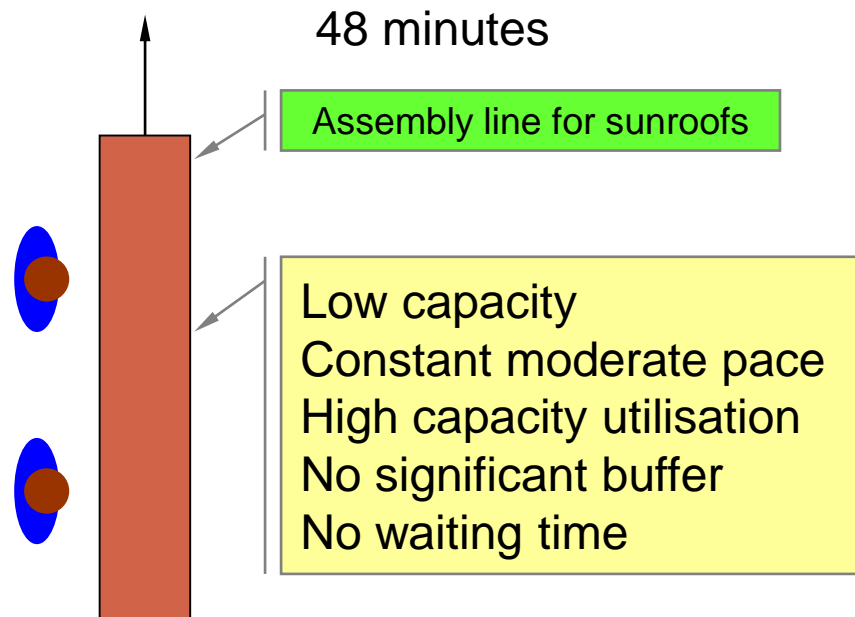 48 minutes
Assembly line for sunroofs
Low capacity
Constant moderate pace
High capacity utilisation
No significant buffer
No waiting time